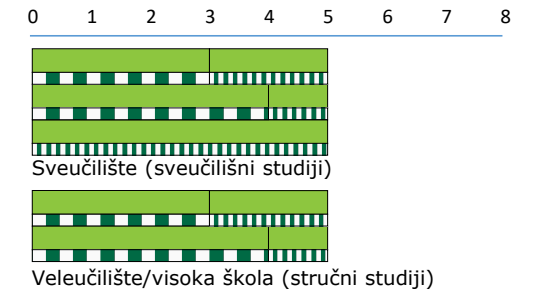 0 1 2 3 4 5 6 7 8
Sveučilište (sveučilišni studiji)
Veleučilište/visoka škola (stručni studiji)